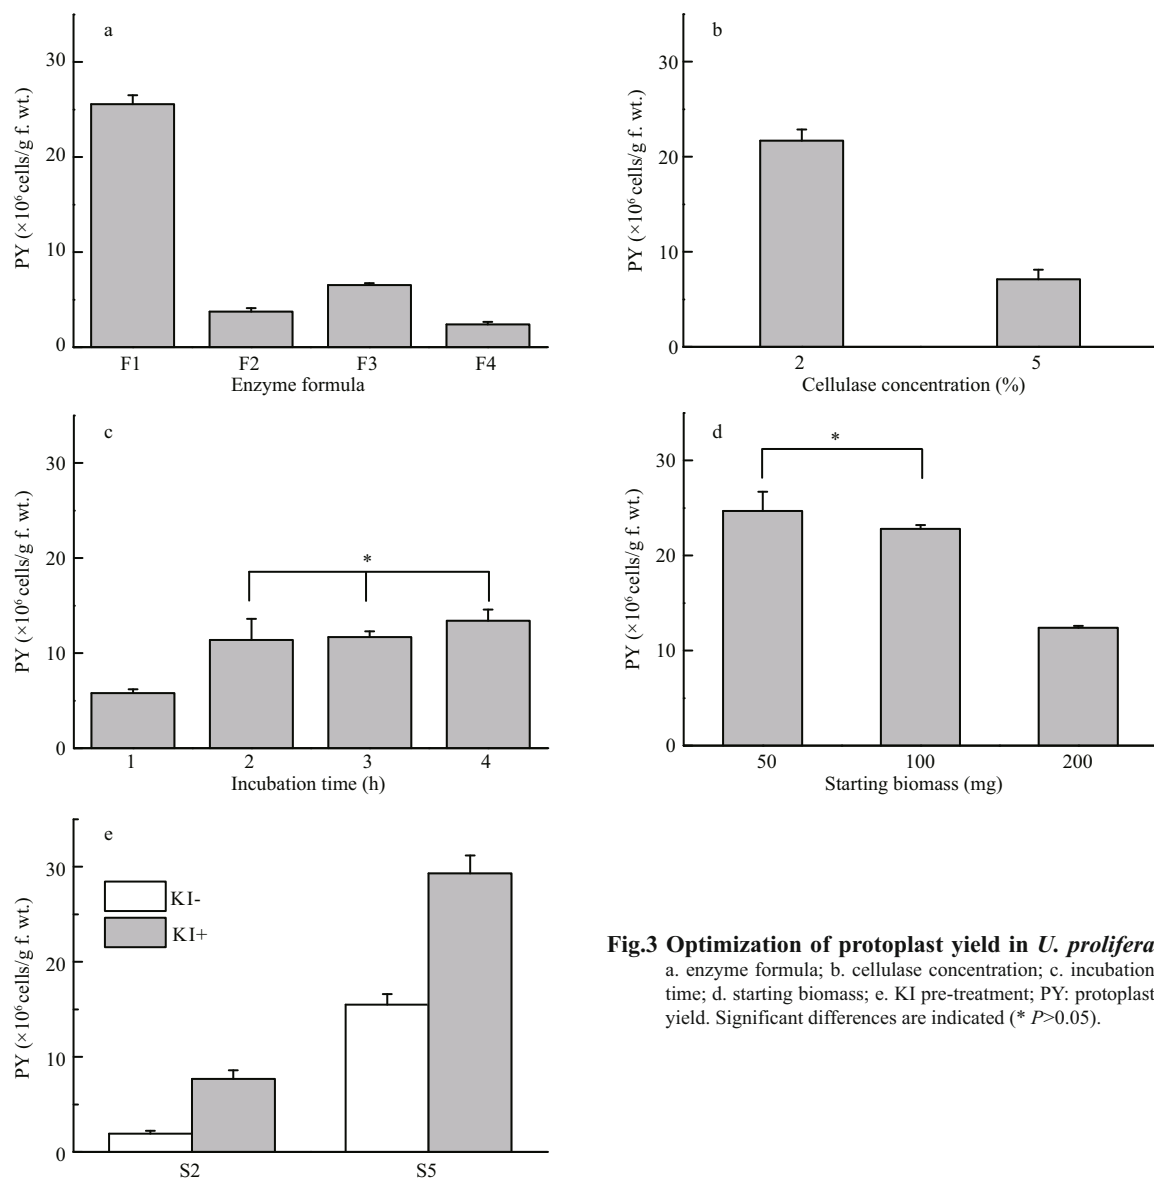 a
30
20
10
0
PY (×10⁶ cells/g f. wt.)
F1 F2 F3 F4
Enzyme formula
b
30
20
10
0
PY (×10⁶ cells/g f. wt.)
2 5
Cellulase concentration (%)
c
30
20
10
0
PY (×10⁶ cells/g f. wt.)
*
1 2 3 4
Incubation time (h)
d
30
20
10
0
PY (×10⁶ cells/g f. wt.)
*
50 100 200
Starting biomass (mg)
e
30
20
10
0
PY (×10⁶ cells/g f. wt.)
KI-
KI+
S2 S5
Fig.3 Optimization of protoplast yield in U. prolifera
a. enzyme formula; b. cellulase concentration; c. incubation
time; d. starting biomass; e. KI pre-treatment; PY: protoplast
yield. Significant differences are indicated (* P>0.05).